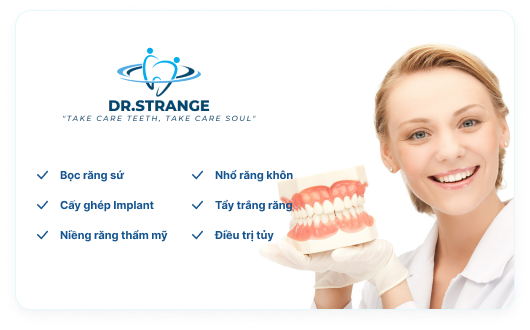 DR.STRANGE
"TAKE CARE TEETH, TAKE CARE SOUL"
Bọc răng sứ
Nhổ răng khôn
Cấy ghép Implant
Tẩy trắng răng
Niềng răng thẩm mỹ
Điều trị tủy